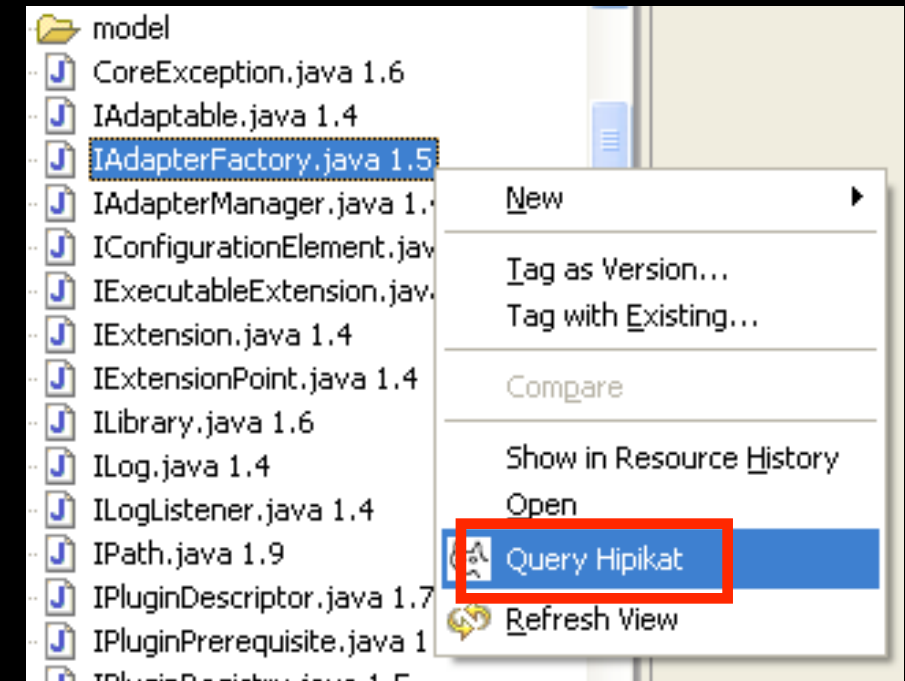 model
CoreException.java 1.6
IAdaptable.java 1.4
IAdapterFactory.java 1.5
IAdapterManager.java 1.
IConfigurationElement.jav
IExecutableExtension.jav
IExtension.java 1.4
IExtensionPoint.java 1.4
ILibrary.java 1.6
ILog.java 1.4
ILogListener.java 1.4
IPath.java 1.9
IPluginDescriptor.java 1.7
IPluginPrerequisite.java 1
New
Tag as Version...
Tag with Existing...
Compare
Show in Resource History
Open
Query Hipikat
Refresh View